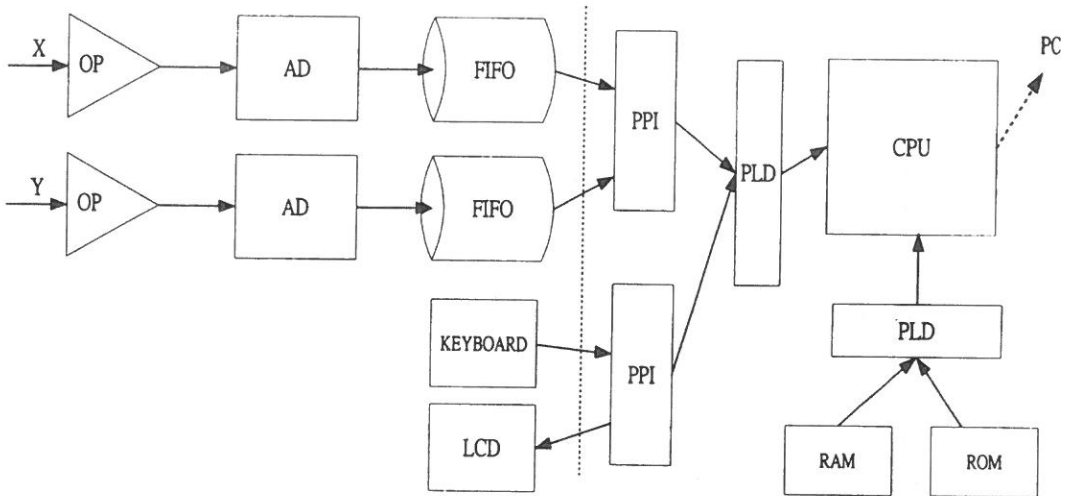 X
OP
AD
FIFO
PPI
PLD
CPU
PC
Y
OP
AD
FIFO
KEYBOARD
PPI
LCD
PLD
RAM
ROM